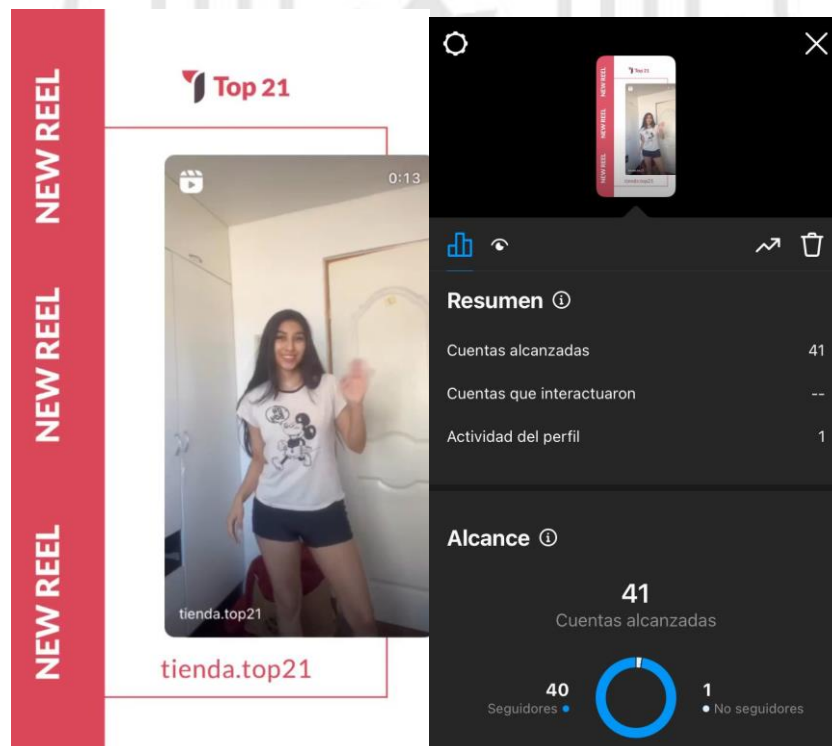 NEW REEL
NEW REEL
NEW REEL
Top 21
0:13
tienda.top21
tienda.top21
Resumen
Cuentas alcanzadas 41
Cuentas que interactuaron --
Actividad del perfil 1
Alcance
41
Cuentas alcanzadas
40
Seguidores
1
No seguidores